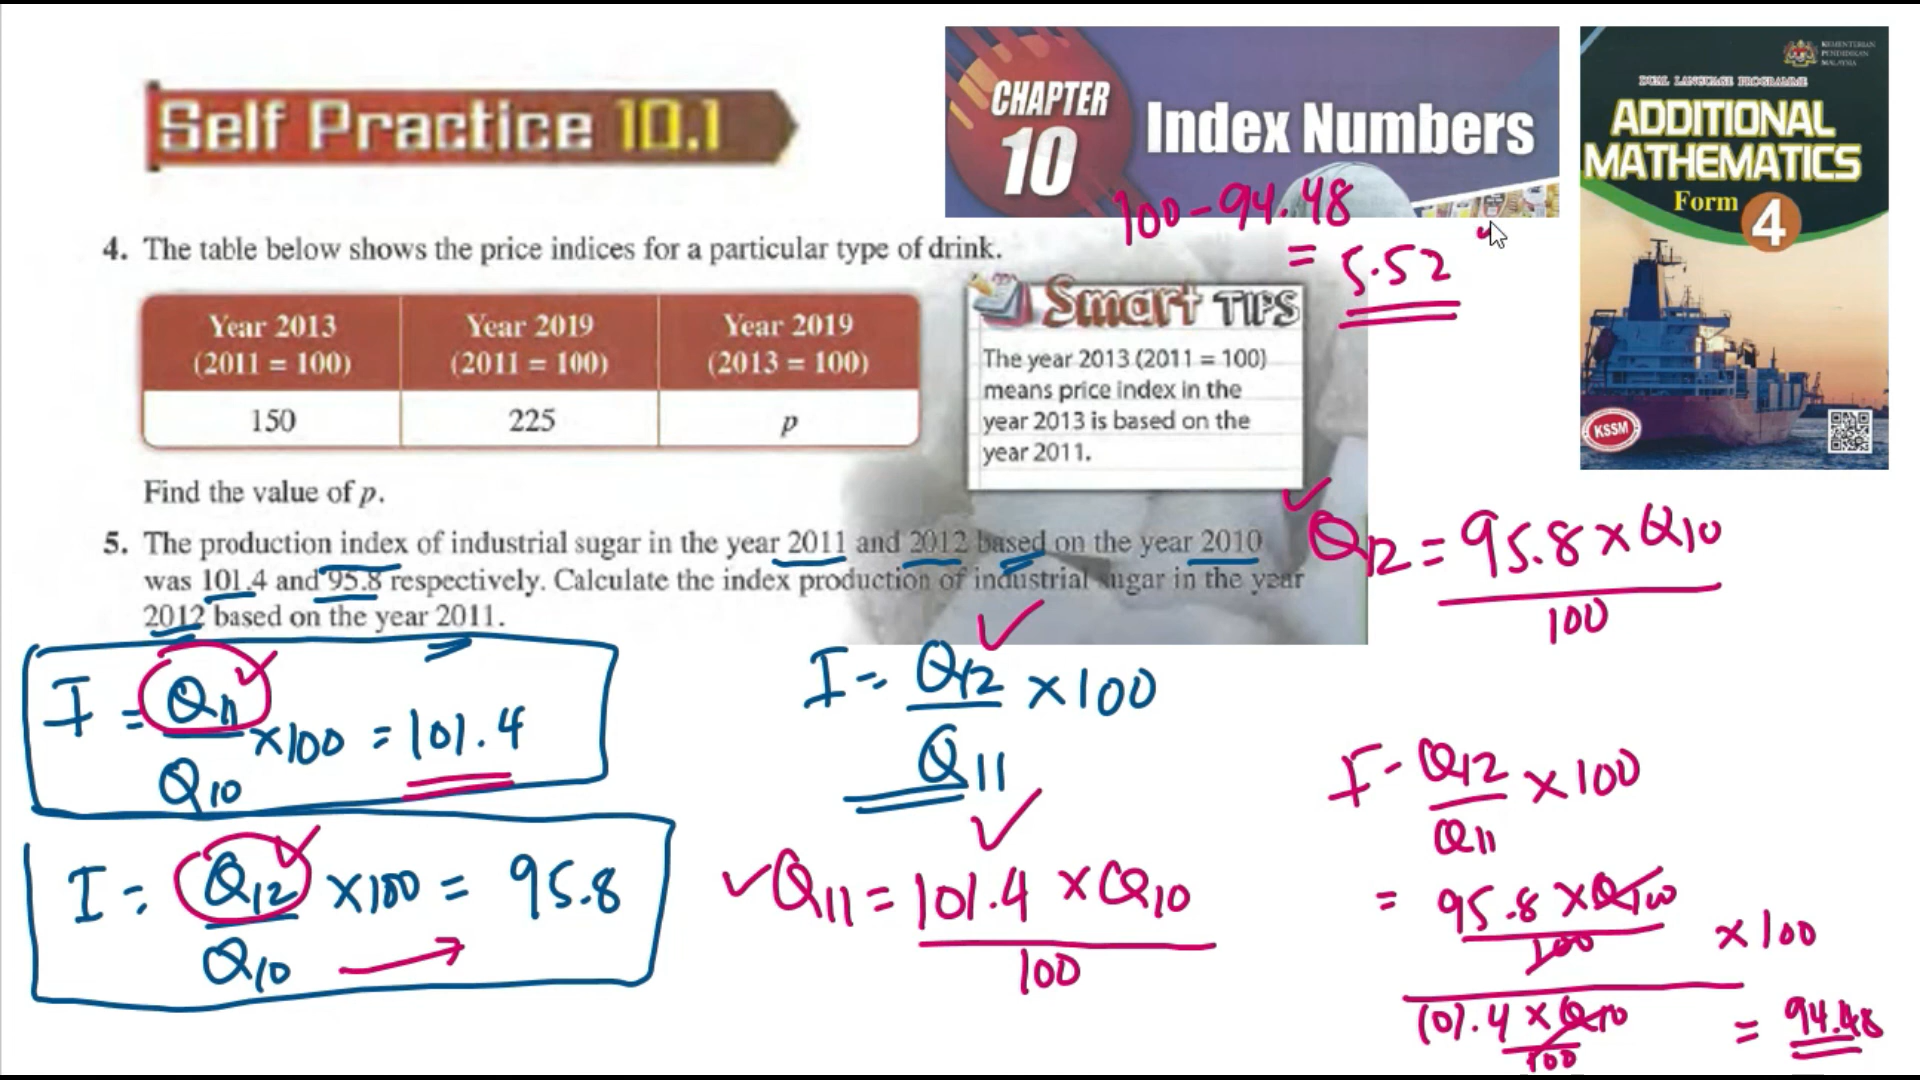 Self Practice 10.1
CHAPTER
10
Index Numbers
KEMENTERIAN
PENDIDIKAN
MALAYSIA
DUAL LANGUAGE PROGRAMME
ADDITIONAL
MATHEMATICS
Form 4
KSSM
100 - 94.48
= 5.52
4. The table below shows the price indices for a particular type of drink.
Year 2013 Year 2019 Year 2019
(2011 = 100) (2011 = 100) (2013 = 100)
150 225 p
Smart TIPS
The year 2013 (2011 = 100)
means price index in the
year 2013 is based on the
year 2011.
Find the value of p.
5. The production index of industrial sugar in the year 2011 and 2012 based on the year 2010
was 101.4 and 95.8 respectively. Calculate the index production of industrial sugar in the year
2012 based on the year 2011.
I = Q11
Q10 ×100 = 101.4
I = Q12
Q10 ×100 = 95.8
I = Q12
Q11 ×100
Q11 = 101.4 ×Q10
100
Q12 = 95.8 × Q10
100
I = Q12
Q11 ×100
= 95.8 ×Q10
100
101.4 × Q10
100
× 100
= 94.48